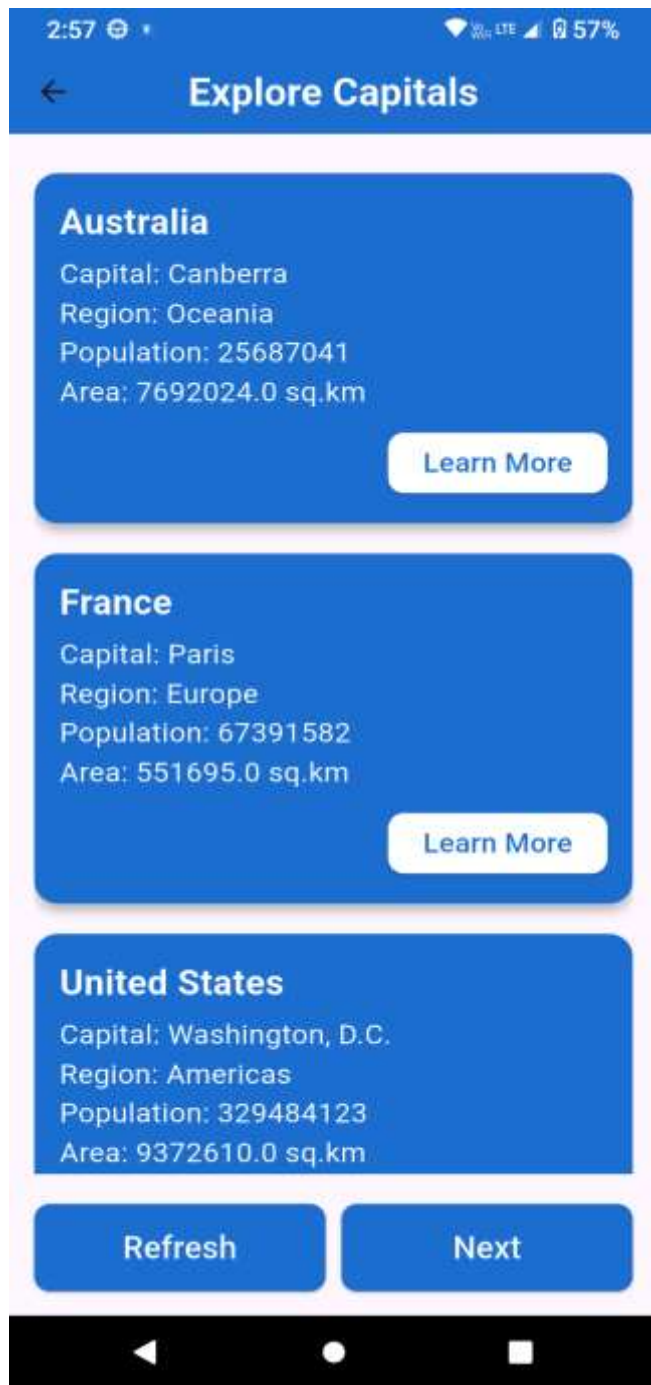 2:57 LTE 57%
Explore Capitals
Australia
Capital: Canberra
Region: Oceania
Population: 25687041
Area: 7692024.0 sq.km
Learn More
France
Capital: Paris
Region: Europe
Population: 67391582
Area: 551695.0 sq.km
Learn More
United States
Capital: Washington, D.C.
Region: Americas
Population: 329484123
Area: 9372610.0 sq.km
Refresh Next